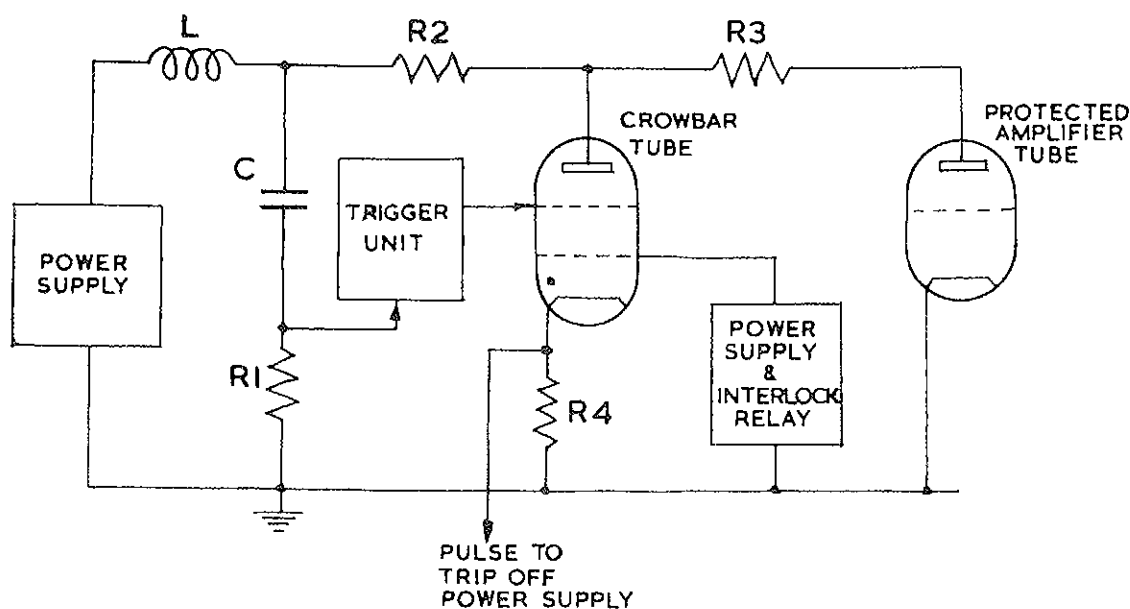 L
R2
R3
CROWBAR
TUBE
PROTECTED
AMPLIFIER
TUBE
C
TRIGGER
UNIT
POWER
SUPPLY
R1
R4
POWER
SUPPLY
&
INTERLOCK
RELAY
PULSE TO
TRIP OFF
POWER SUPPLY